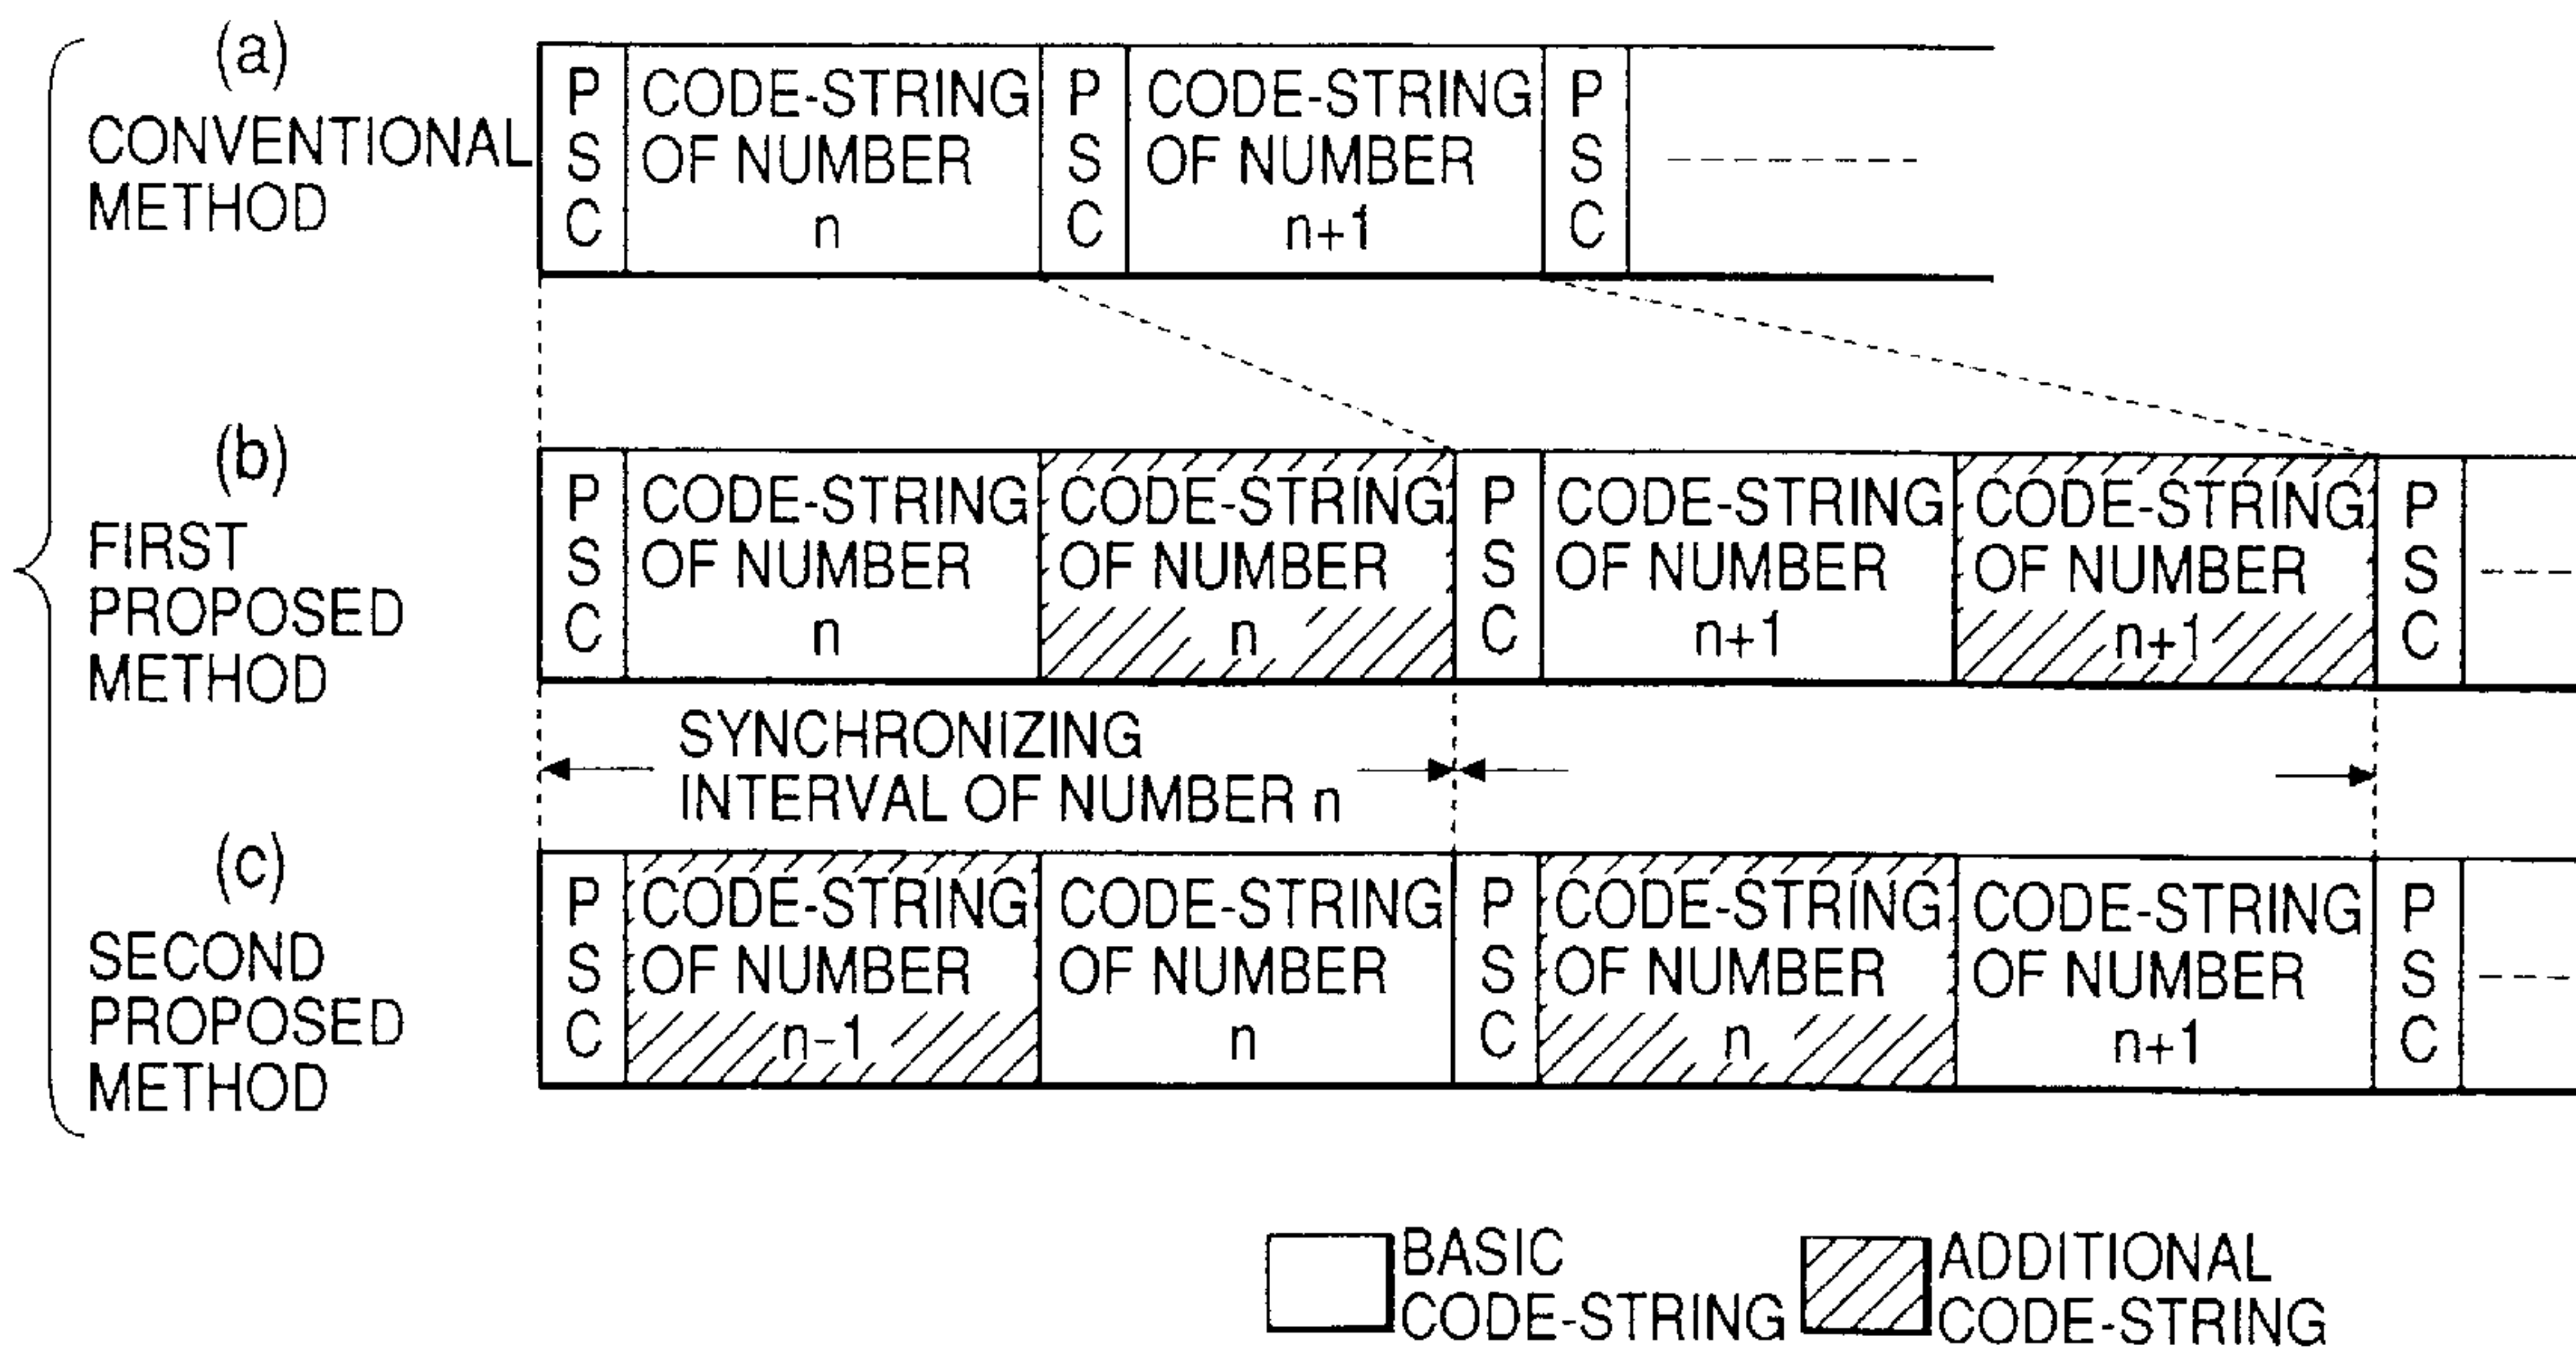 (a)
CONVENTIONAL
METHOD
P
S
C
CODE-STRING
OF NUMBER
n
P
S
C
CODE-STRING
OF NUMBER
n+1
P
S
C
(b)
FIRST
PROPOSED
METHOD
P
S
C
CODE-STRING
OF NUMBER
n
CODE-STRING
OF NUMBER
n
P
S
C
CODE-STRING
OF NUMBER
n+1
CODE-STRING
OF NUMBER
n+1
P
S
C
SYNCHRONIZING
INTERVAL OF NUMBER n
(c)
SECOND
PROPOSED
METHOD
P
S
C
CODE-STRING
OF NUMBER
n-1
CODE-STRING
OF NUMBER
n
P
S
C
CODE-STRING
OF NUMBER
n
CODE-STRING
OF NUMBER
n+1
P
S
C
BASIC
CODE-STRING
ADDITIONAL
CODE-STRING